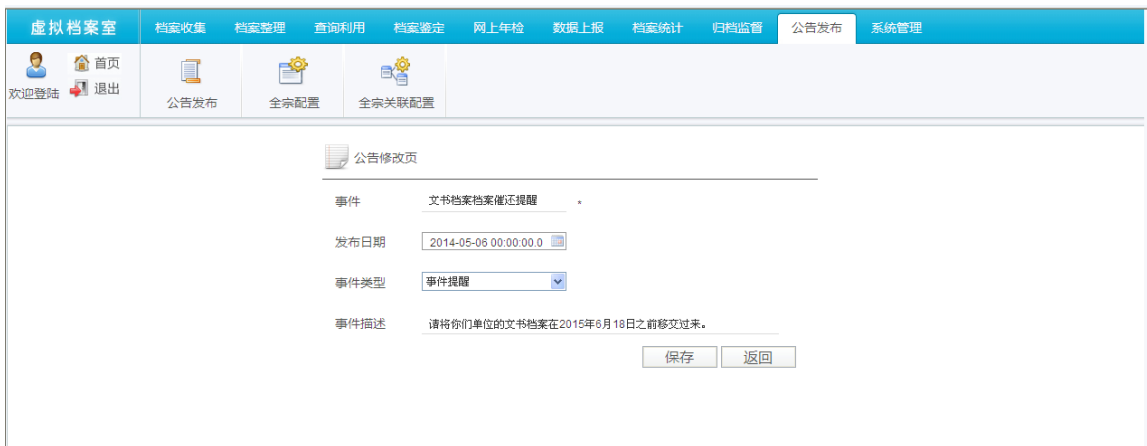 虚拟档案室 档案收集 档案整理 查询利用 档案鉴定 网上年检 数据上报 档案统计 归档监督 公告发布 系统管理
首页
欢迎登陆 退出
公告发布 全宗配置 全宗关联配置
公告修改页
事件 文书档案档案催还提醒 *
发布日期 2014-05-06 00:00:00.0
事件类型 事件提醒
事件描述 请将你们单位的文书档案在2015年6月18日之前移交过来。
保存 返回